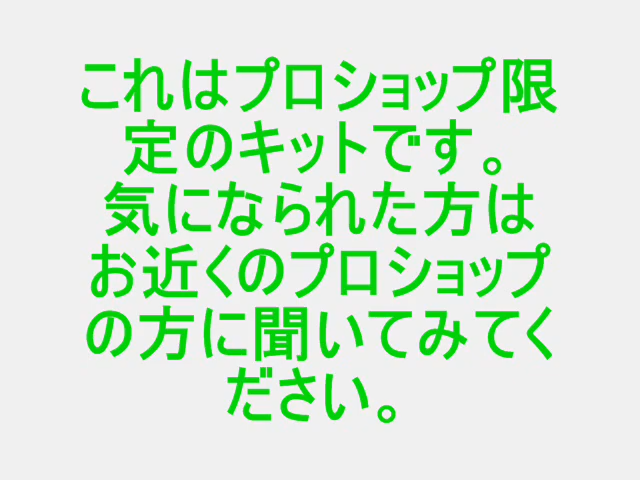 これはプロショップ限
定のキットです。
気になられた方は
お近くのプロショップ
の方に聞いてみてく
ださい。